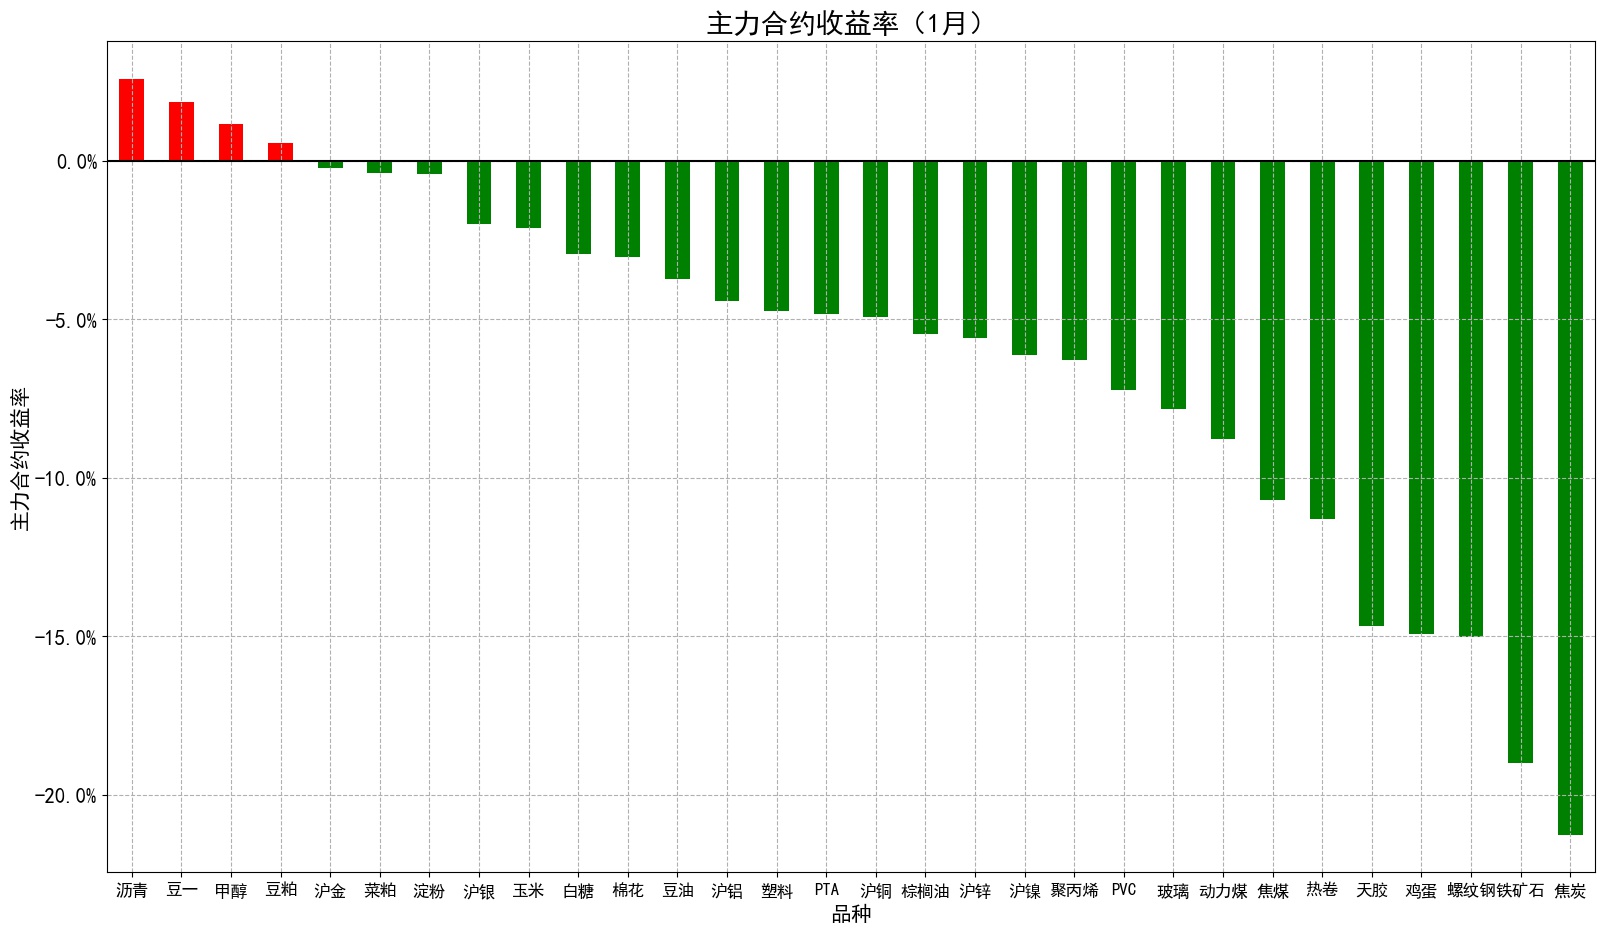 主力合约收益率（1月）
主力合约收益率
0.0%
−5.0%
−10.0%
−15.0%
−20.0%
沥青 豆一 甲醇 豆粕 沪金 菜粕 淀粉 沪银 玉米 白糖 棉花 豆油 沪铝 塑料 PTA 沪铜 棕榈油 沪锌 沪镍 聚丙烯 PVC 玻璃 动力煤 焦煤 热卷 天胶 鸡蛋 螺纹钢 铁矿石 焦炭
品种